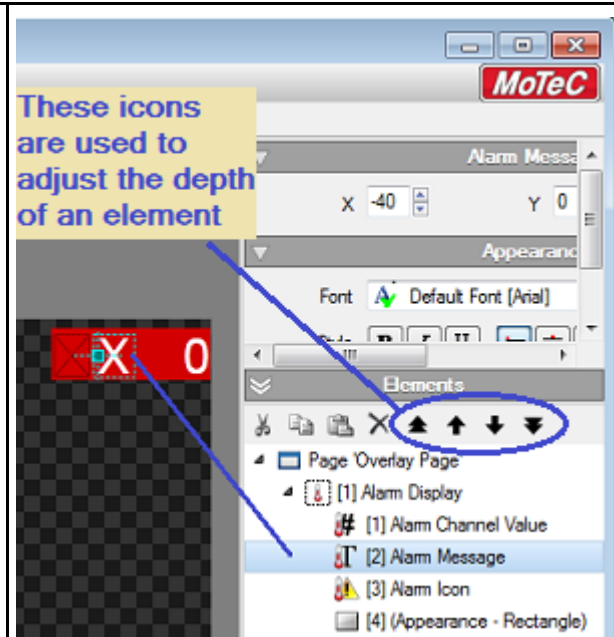 MoTeC
These icons
are used to
adjust the depth
of an element
Alarm Messa
X -40 Y 0
Appearanc
Font Default Font [Arial]
B I U
X 0
Elements
Page 'Overlay Page'
[1] Alarm Display
# [1] Alarm Channel Value
T [2] Alarm Message
[3] Alarm Icon
[4] (Appearance - Rectangle)